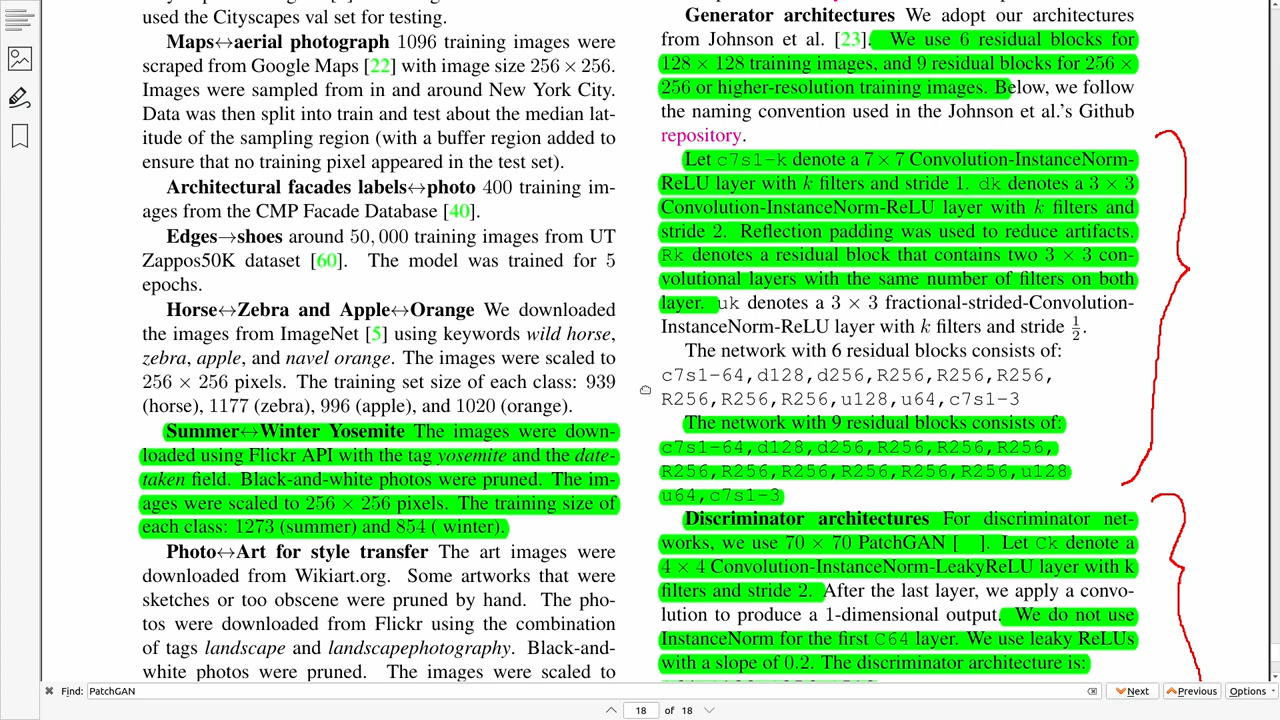 used the Cityscapes val set for testing.
Maps↔aerial photograph 1096 training images were
scraped from Google Maps [22] with image size 256 × 256.
Images were sampled from in and around New York City.
Data was then split into train and test about the median lat-
itude of the sampling region (with a buffer region added to
ensure that no training pixel appeared in the test set).
Architectural facades labels↔photo 400 training im-
ages from the CMP Facade Database [40].
Edges→shoes around 50,000 training images from UT
Zappos50K dataset [60]. The model was trained for 5
epochs.
Horse↔Zebra and Apple↔Orange We downloaded
the images from ImageNet [5] using keywords wild horse,
zebra, apple, and navel orange. The images were scaled to
256 × 256 pixels. The training set size of each class: 939
(horse), 1177 (zebra), 996 (apple), and 1020 (orange).
Summer↔Winter Yosemite The images were down-
loaded using Flickr API with the tag yosemite and the date-
taken field. Black-and-white photos were pruned. The im-
ages were scaled to 256 × 256 pixels. The training size of
each class: 1273 (summer) and 854 ( winter).
Photo↔Art for style transfer The art images were
downloaded from Wikiart.org. Some artworks that were
sketches or too obscene were pruned by hand. The pho-
tos were downloaded from Flickr using the combination
of tags landscape and landscapephotography. Black-and-
white photos were pruned. The images were scaled to
Generator architectures We adopt our architectures
from Johnson et al. [23]. We use 6 residual blocks for
128 × 128 training images, and 9 residual blocks for 256 ×
256 or higher-resolution training images. Below, we follow
the naming convention used in the Johnson et al.'s Github
repository.
Let c7s1-k denote a 7 × 7 Convolution-InstanceNorm-
ReLU layer with k filters and stride 1. dk denotes a 3 × 3
Convolution-InstanceNorm-ReLU layer with k filters and
stride 2. Reflection padding was used to reduce artifacts.
Rk denotes a residual block that contains two 3 × 3 con-
volutional layers with the same number of filters on both
layer. uk denotes a 3 × 3 fractional-strided-Convolution-
InstanceNorm-ReLU layer with k filters and stride 1/2.
The network with 6 residual blocks consists of:
c7s1-64,d128,d256,R256,R256,R256,
R256,R256,R256,u128,u64,c7s1-3
The network with 9 residual blocks consists of:
c7s1-64,d128,d256,R256,R256,R256,
R256,R256,R256,R256,R256,R256,u128
u64,c7s1-3
Discriminator architectures For discriminator net-
works, we use 70 × 70 PatchGAN [ ]. Let Ck denote a
4 × 4 Convolution-InstanceNorm-LeakyReLU layer with k
filters and stride 2. After the last layer, we apply a convo-
lution to produce a 1-dimensional output. We do not use
InstanceNorm for the first C64 layer. We use leaky ReLUs
with a slope of 0.2. The discriminator architecture is:
Find: PatchGAN
Next
Previous
Options
18 of 18